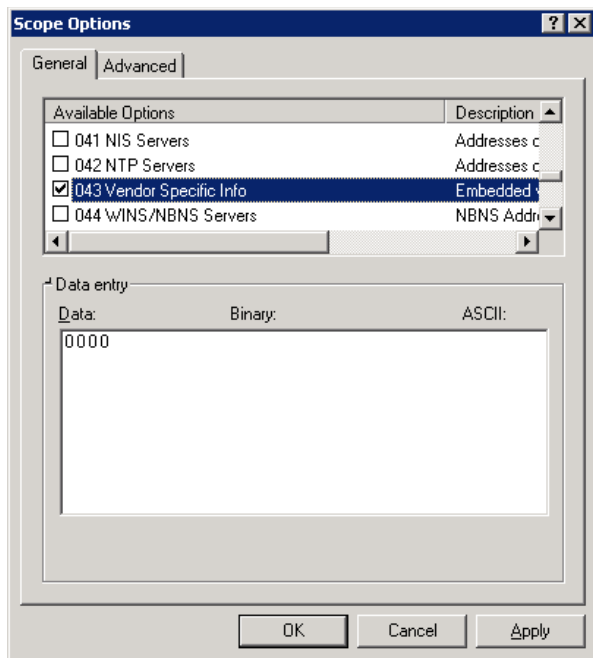 Scope Options
General Advanced
Available Options Description
041 NIS Servers Addresses c
042 NTP Servers Addresses c
043 Vendor Specific Info Embedded v
044 WINS/NBNS Servers NBNS Addr
Data entry
Data: Binary: ASCII:
0000
OK Cancel Apply